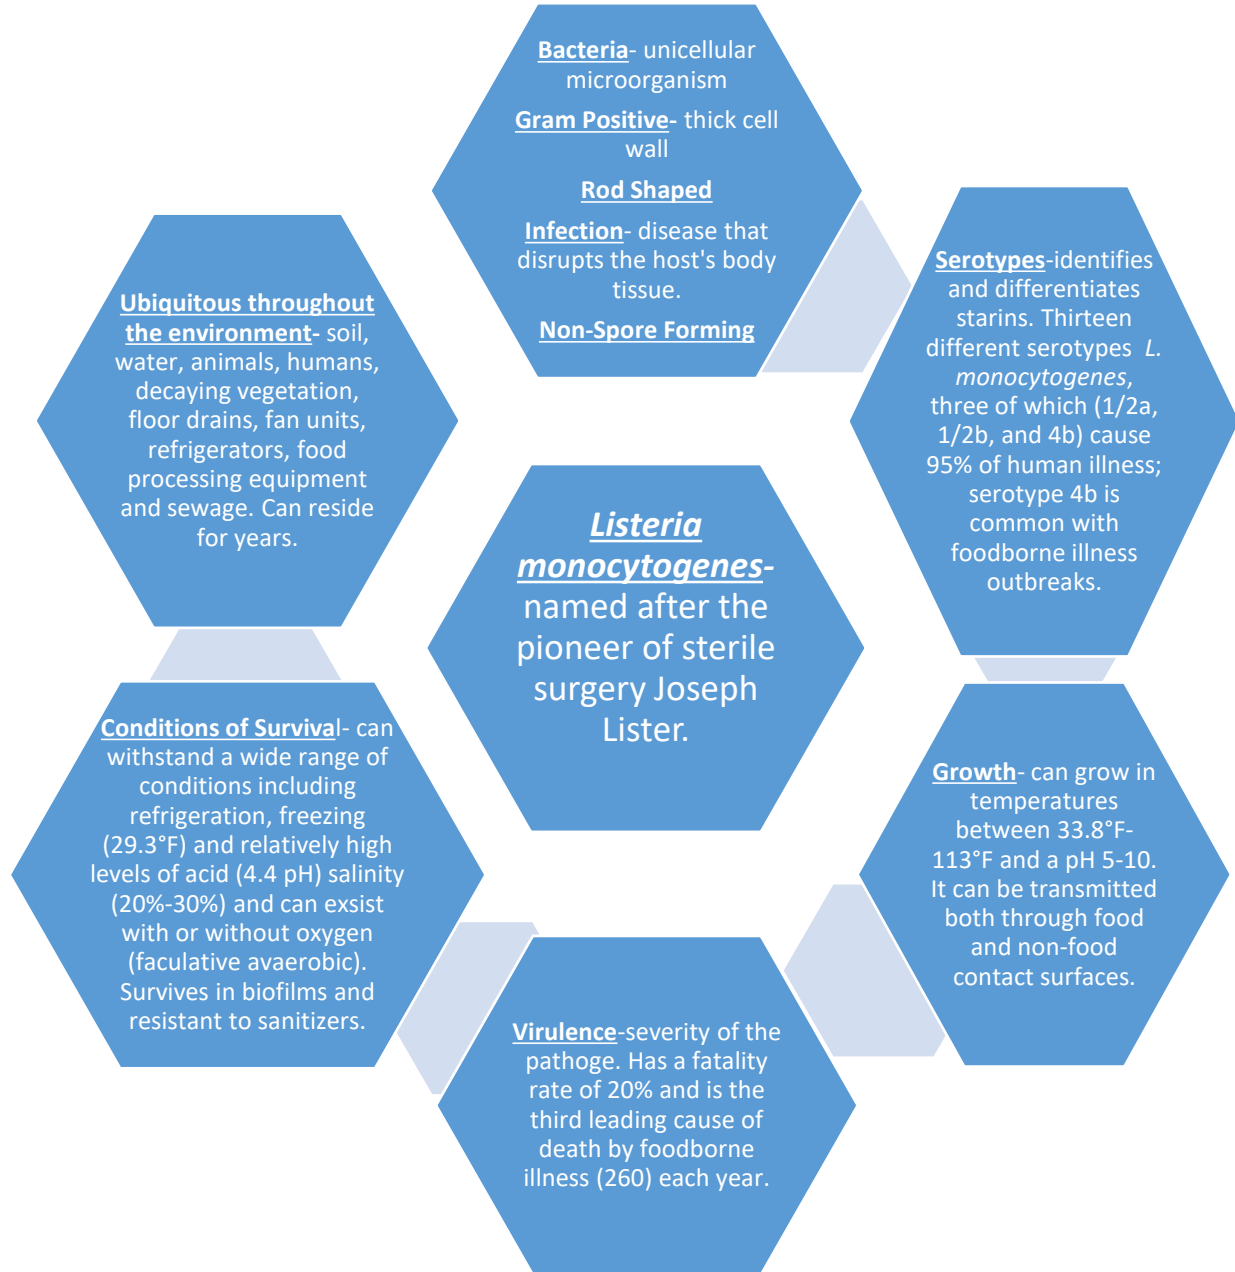 Bacteria- unicellular
microorganism
Gram Positive- thick cell
wall
Rod Shaped
Infection- disease that
disrupts the host's body
tissue.
Non-Spore Forming
Serotypes-identifies
and differentiates
starins. Thirteen
different serotypes L.
monocytogenes,
three of which (1/2a,
1/2b, and 4b) cause
95% of human illness;
serotype 4b is
common with
foodborne illness
outbreaks.
Growth- can grow in
temperatures
between 33.8°F-
113°F and a pH 5-10.
It can be transmitted
both through food
and non-food
contact surfaces.
Virulence-severity of the
pathoge. Has a fatality
rate of 20% and is the
third leading cause of
death by foodborne
illness (260) each year.
Conditions of Survival- can
withstand a wide range of
conditions including
refrigeration, freezing
(29.3°F) and relatively high
levels of acid (4.4 pH) salinity
(20%-30%) and can exsist
with or without oxygen
(faculative avaerobic).
Survives in biofilms and
resistant to sanitizers.
Ubiquitous throughout
the environment- soil,
water, animals, humans,
decaying vegetation,
floor drains, fan units,
refrigerators, food
processing equipment
and sewage. Can reside
for years.
Listeria
monocytogenes-
named after the
pioneer of sterile
surgery Joseph
Lister.